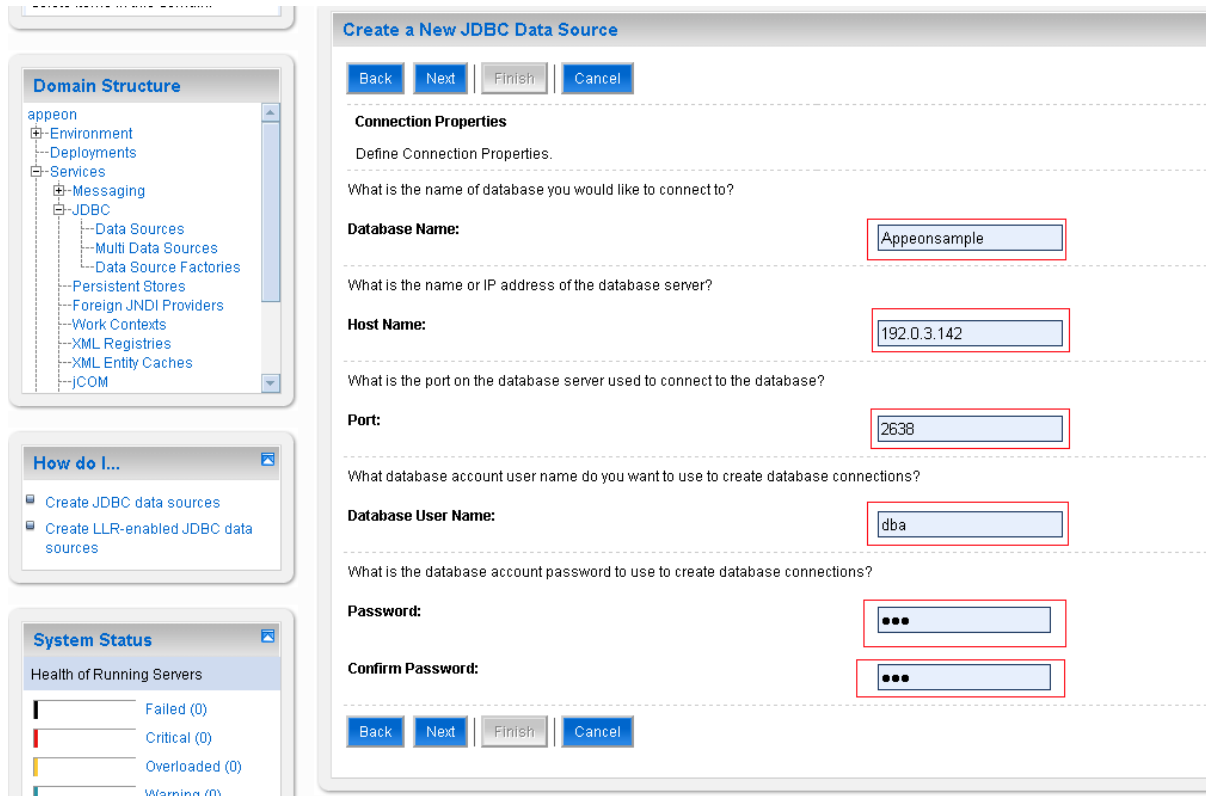 Domain Structure
appeon
Environment
Deployments
Services
Messaging
JDBC
Data Sources
Multi Data Sources
Data Source Factories
Persistent Stores
Foreign JNDI Providers
Work Contexts
XML Registries
XML Entity Caches
jCOM
How do I...
Create JDBC data sources
Create LLR-enabled JDBC data
sources
System Status
Health of Running Servers
Failed (0)
Critical (0)
Overloaded (0)
Warning (0)
Create a New JDBC Data Source
Back Next Finish Cancel
Connection Properties
Define Connection Properties.
What is the name of database you would like to connect to?
Database Name: Appeonsample
What is the name or IP address of the database server?
Host Name: 192.0.3.142
What is the port on the database server used to connect to the database?
Port: 2638
What database account user name do you want to use to create database connections?
Database User Name: dba
What is the database account password to use to create database connections?
Password: ●●●
Confirm Password: ●●●
Back Next Finish Cancel